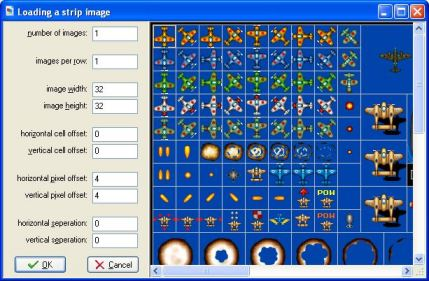 Loading a strip image
number of images: 1
images per row: 1
image width: 32
image height: 32
horizontal cell offset: 0
vertical cell offset: 0
horizontal pixel offset: 4
vertical pixel offset: 4
horizontal seperation: 0
vertical seperation: 0
OK
Cancel
POW
POW